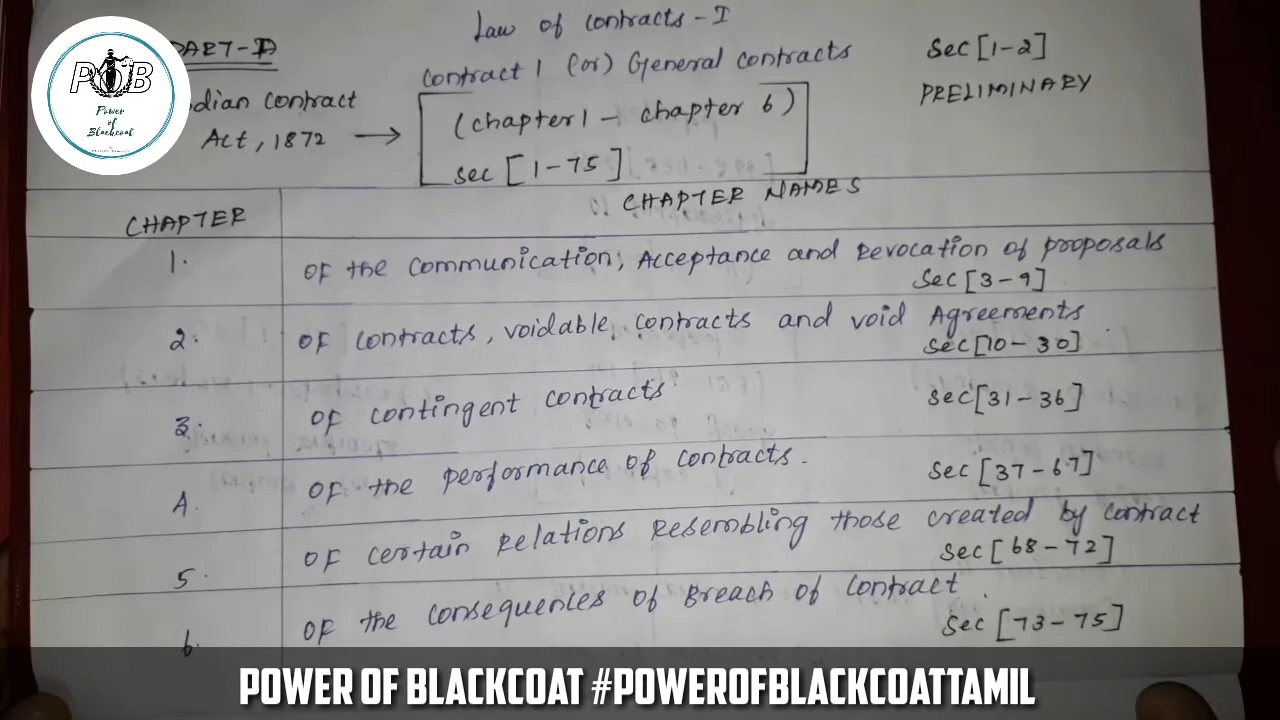 Law of contracts - I
PART-I
Contract 1 (or) General contracts
Sec [1-2]
PRELIMINARY
POB
Power
of
Blackcoat
ndian contract
Act, 1872 →
(chapter 1 - chapter 6)
sec [1-75]
CHAPTER
CHAPTER NAMES
1.
OF the communication, Acceptance and Revocation of proposals
Sec [3-9]
2.
OF contracts, voidable contracts and void Agreements
Sec [10-30]
3.
OF contingent contracts
Sec [31-36]
4.
OF the performance of contracts.
Sec [37-67]
5.
OF certain Relations Resembling those created by contract
Sec [68-72]
6.
OF the consequences of Breach of contract.
Sec [73-75]
POWER OF BLACKCOAT #POWEROFBLACKCOATTAMIL